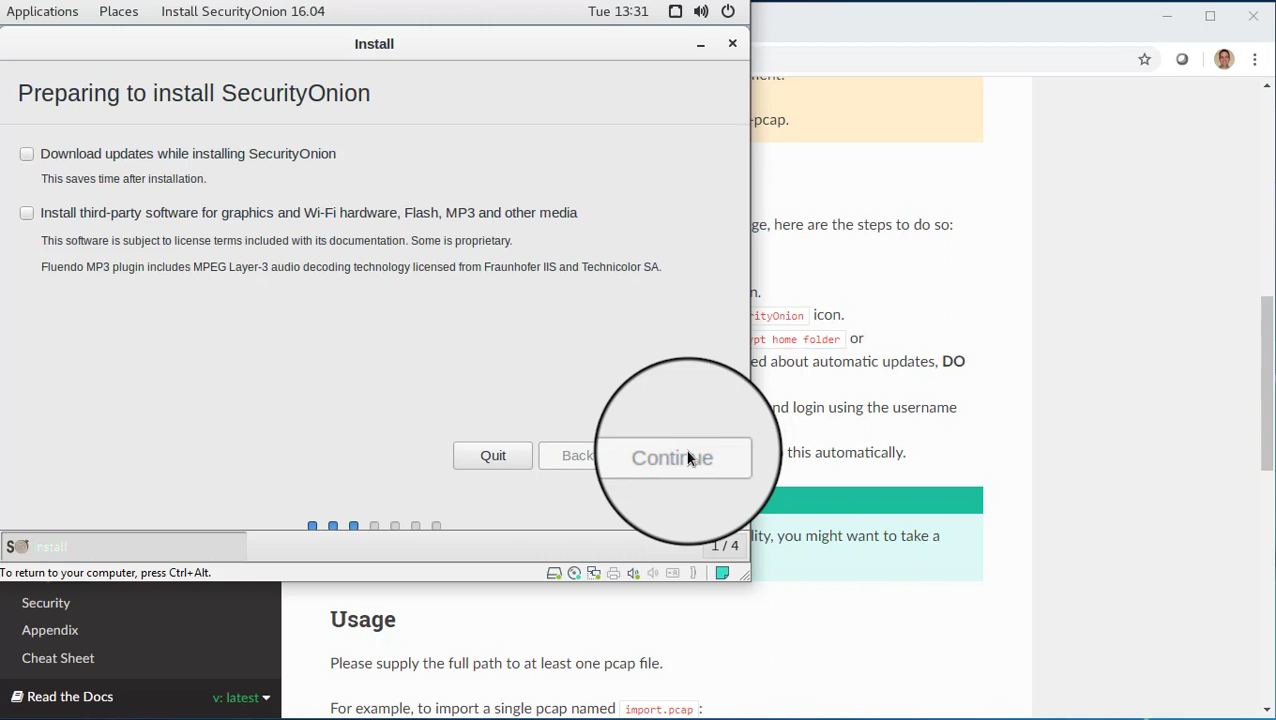 Applications Places Install SecurityOnion 16.04 Tue 13:31
Install
Preparing to install SecurityOnion
Download updates while installing SecurityOnion
This saves time after installation.
Install third-party software for graphics and Wi-Fi hardware, Flash, MP3 and other media
This software is subject to license terms included with its documentation. Some is proprietary.
Fluendo MP3 plugin includes MPEG Layer-3 audio decoding technology licensed from Fraunhofer IIS and Technicolor SA.
Quit Back Continue
Install
1 / 4
To return to your computer, press Ctrl+Alt.
-pcap.
ge, here are the steps to do so:
n.
rityOnion icon.
ypt home folder or
ed about automatic updates, DO
nd login using the username
this automatically.
lity, you might want to take a
Security
Appendix
Cheat Sheet
Read the Docs v: latest
Usage
Please supply the full path to at least one pcap file.
For example, to import a single pcap named import.pcap :